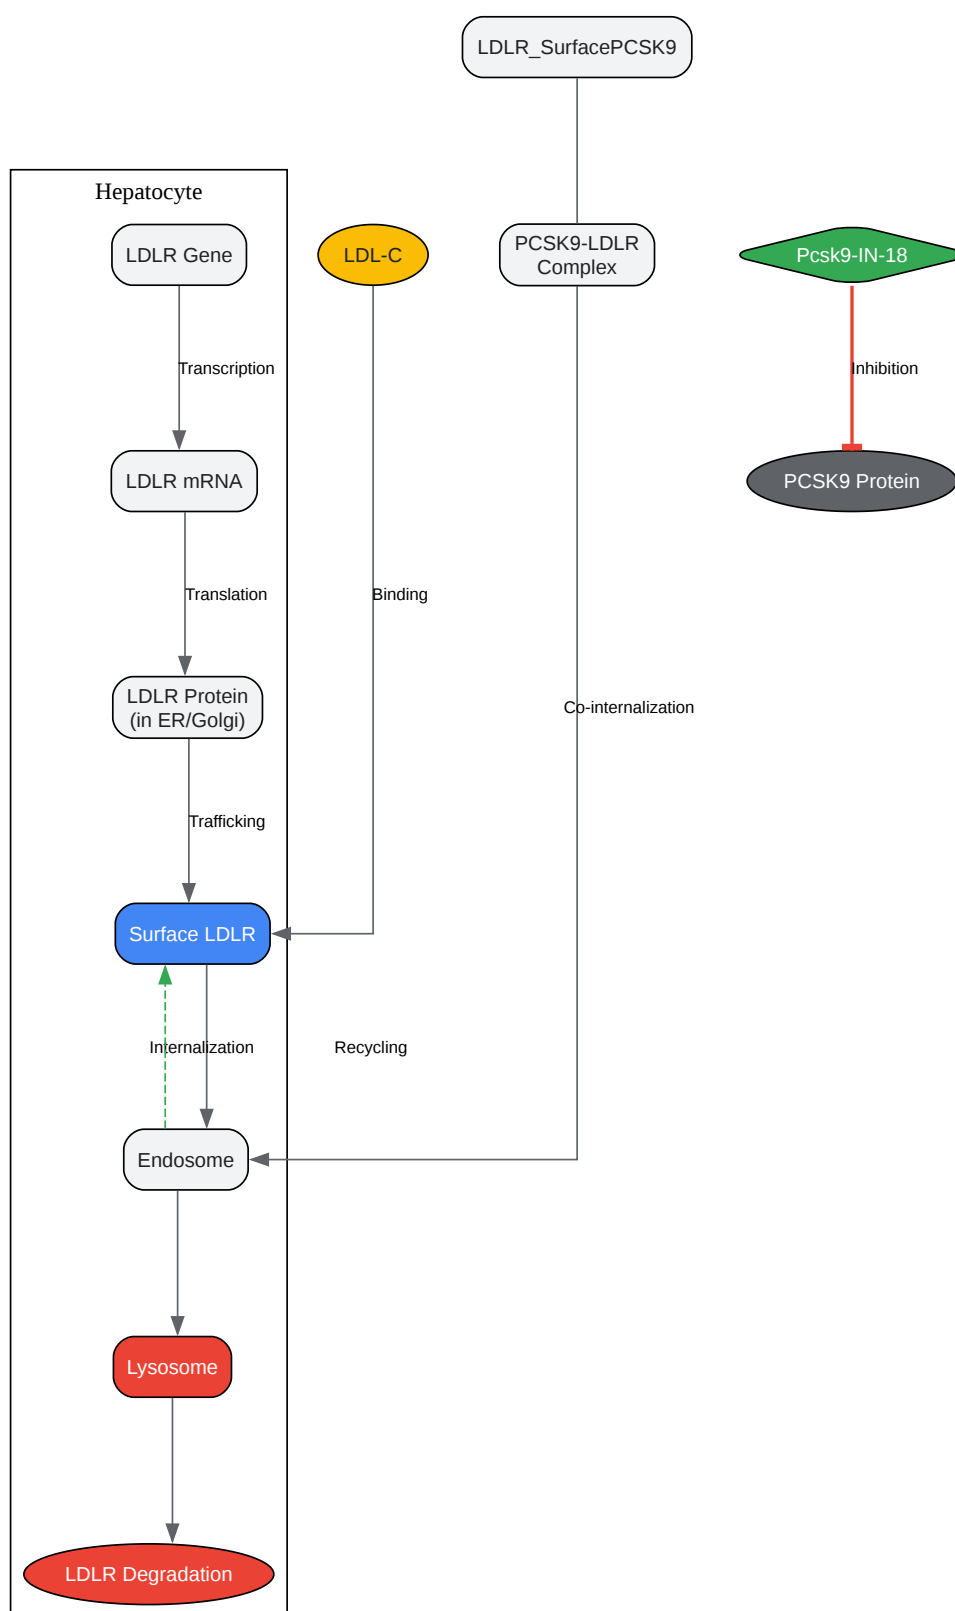 LDLR_SurfacePCSK9
Hepatocyte
LDLR Gene
LDL-C
PCSK9-LDLR
Complex
Pcsk9-IN-18
Transcription
Inhibition
LDLR mRNA
PCSK9 Protein
Translation
Binding
LDLR Protein
(in ER/Golgi)
Co-internalization
Trafficking
Surface LDLR
Internalization
Recycling
Endosome
Lysosome
LDLR Degradation